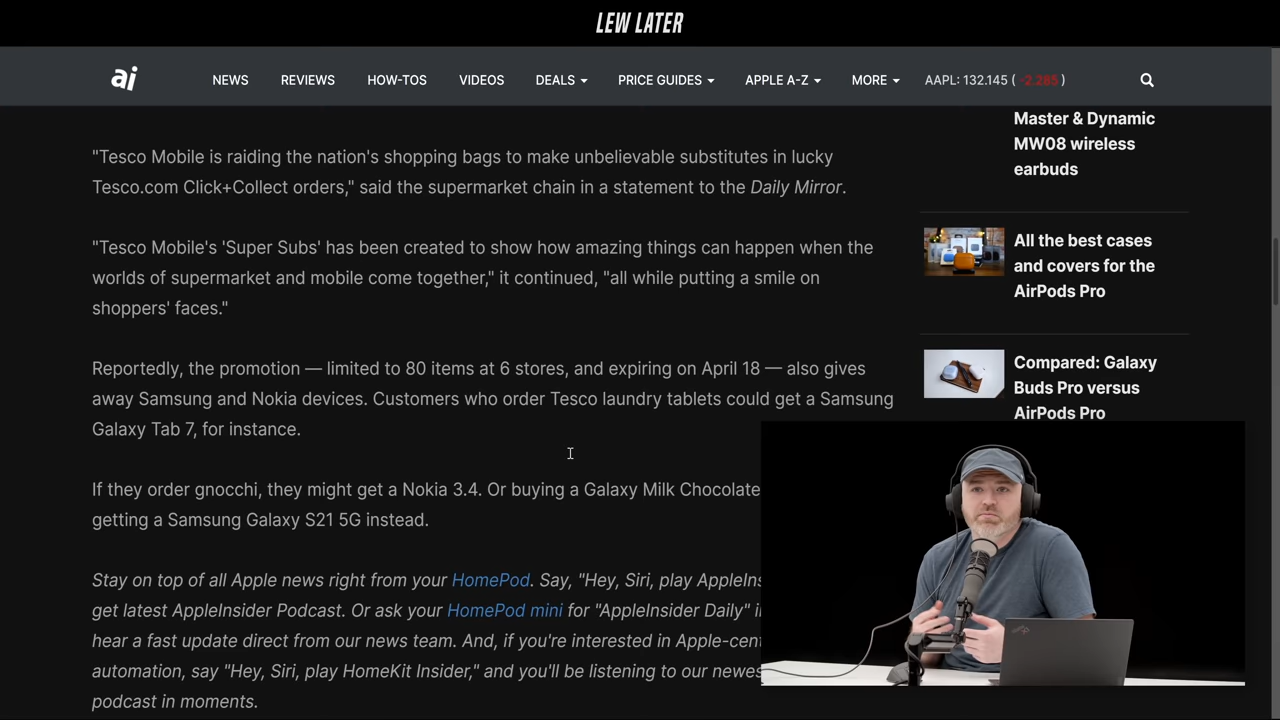 LEW LATER
ai
NEWS
REVIEWS
HOW-TOS
VIDEOS
DEALS
PRICE GUIDES
APPLE A-Z
MORE
AAPL: 132.145 ( -2.285 )
"Tesco Mobile is raiding the nation's shopping bags to make unbelievable substitutes in lucky
Tesco.com Click+Collect orders," said the supermarket chain in a statement to the Daily Mirror.
"Tesco Mobile's 'Super Subs' has been created to show how amazing things can happen when the
worlds of supermarket and mobile come together," it continued, "all while putting a smile on
shoppers' faces."
Reportedly, the promotion — limited to 80 items at 6 stores, and expiring on April 18 — also gives
away Samsung and Nokia devices. Customers who order Tesco laundry tablets could get a Samsung
Galaxy Tab 7, for instance.
If they order gnocchi, they might get a Nokia 3.4. Or buying a Galaxy Milk Chocolate
getting a Samsung Galaxy S21 5G instead.
Stay on top of all Apple news right from your HomePod. Say, "Hey, Siri, play AppleIns
get latest AppleInsider Podcast. Or ask your HomePod mini for "AppleInsider Daily" i
hear a fast update direct from our news team. And, if you're interested in Apple-cent
automation, say "Hey, Siri, play HomeKit Insider," and you'll be listening to our newes
podcast in moments.
Master & Dynamic
MW08 wireless
earbuds
All the best cases
and covers for the
AirPods Pro
Compared: Galaxy
Buds Pro versus
AirPods Pro